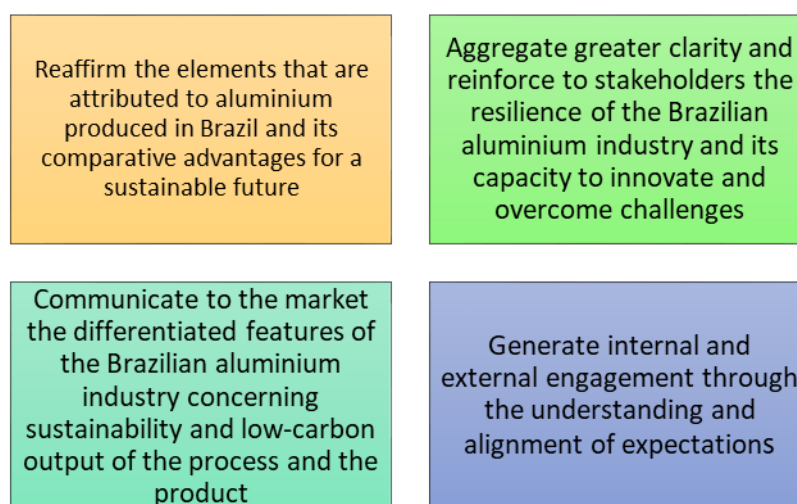 Reaffirm the elements that are
attributed to aluminium
produced in Brazil and its
comparative advantages for a
sustainable future
Aggregate greater clarity and
reinforce to stakeholders the
resilience of the Brazilian
aluminium industry and its
capacity to innovate and
overcome challenges
Communicate to the market
the differentiated features of
the Brazilian aluminium
industry concerning
sustainability and low-carbon
output of the process and the
product
Generate internal and
external engagement through
the understanding and
alignment of expectations